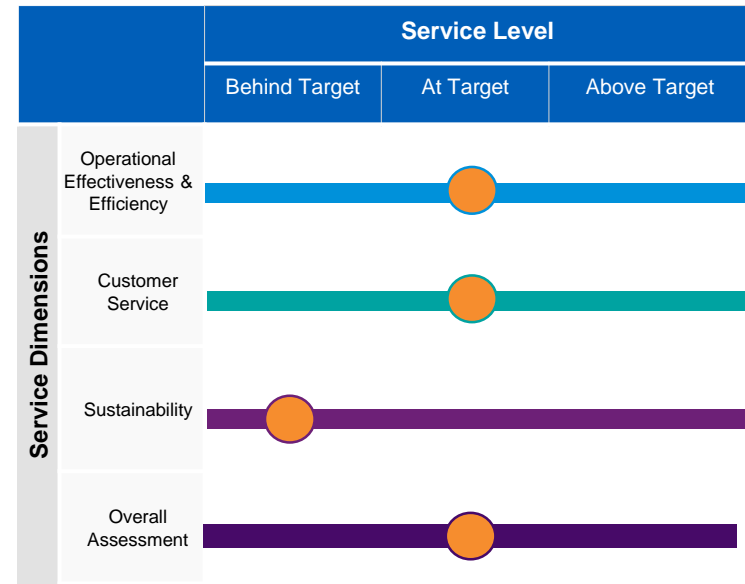 Service Level
Behind Target
At Target
Above Target
Service Dimensions
Operational
Effectiveness &
Efficiency
Customer
Service
Sustainability
Overall
Assessment